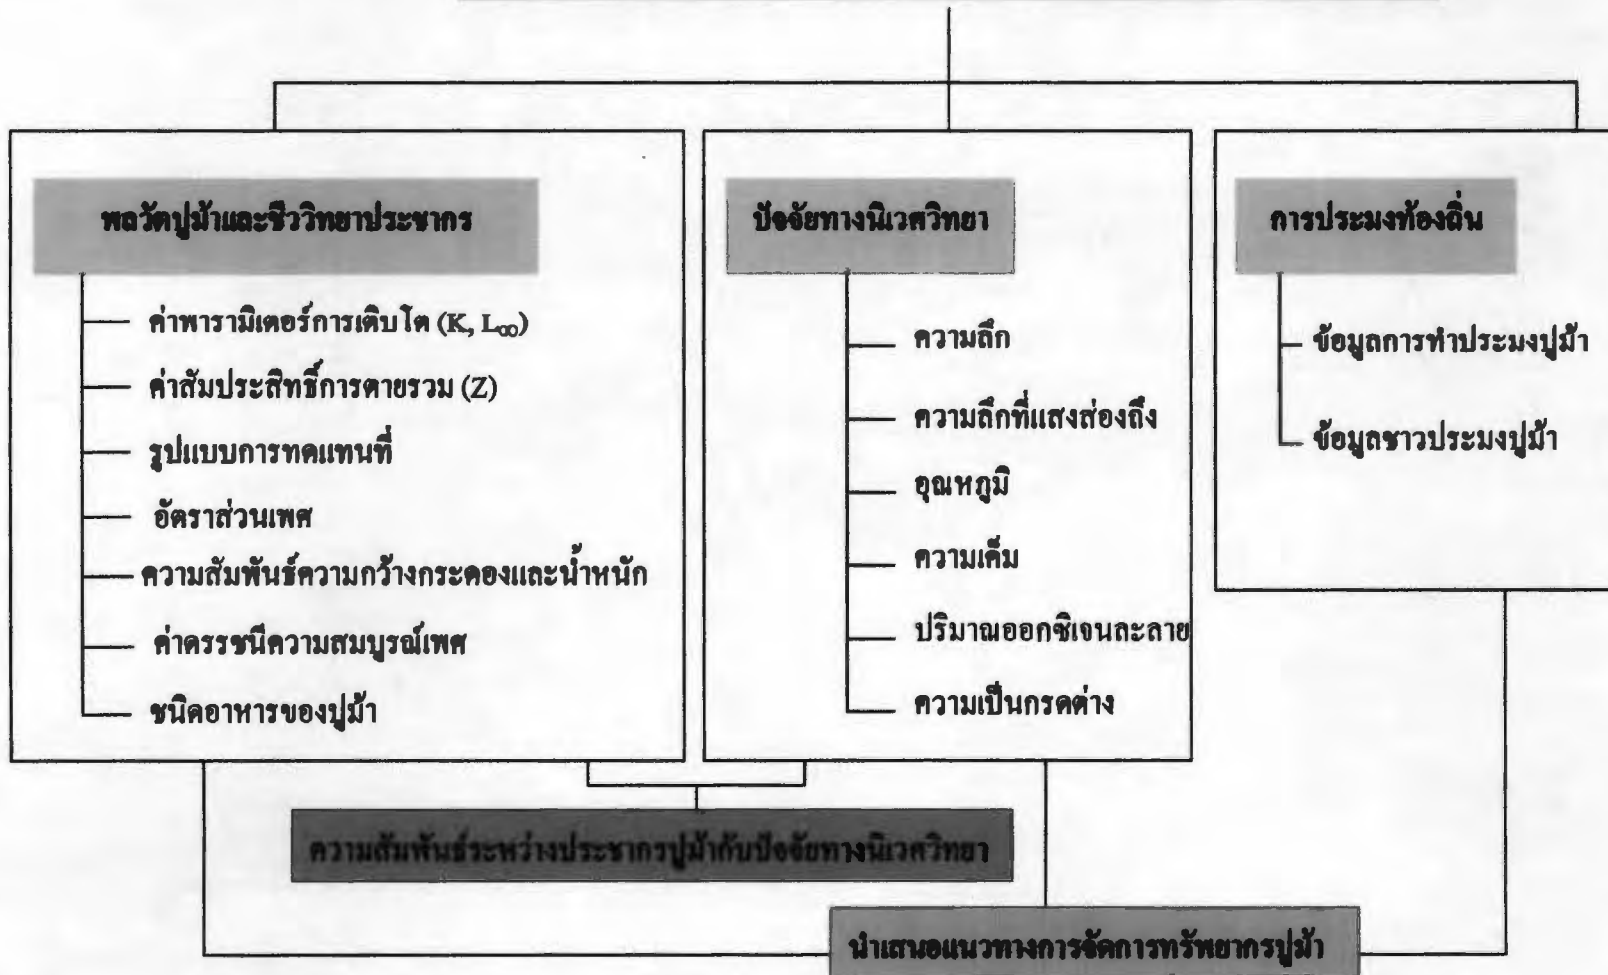 พลวัตปูม้าและชีววิทยาประชากร
ค่าพารามิเตอร์การเติบโต (K, L∞)
ค่าสัมประสิทธิ์การตายรวม (Z)
รูปแบบการทดแทนที่
อัตราส่วนเพศ
ความสัมพันธ์ความกว้างกระดองและน้ำหนัก
ค่าดรรชนีความสมบูรณ์เพศ
ชนิดอาหารของปูม้า
ปัจจัยทางนิเวศวิทยา
ความลึก
ความลึกที่แสงส่องถึง
อุณหภูมิ
ความเค็ม
ปริมาณออกซิเจนละลาย
ความเป็นกรดด่าง
การประมงท้องถิ่น
ข้อมูลการทำประมงปูม้า
ข้อมูลชาวประมงปูม้า
ความสัมพันธ์ระหว่างประชากรปูม้ากับปัจจัยทางนิเวศวิทยา
นำเสนอแนวทางการจัดการทรัพยากรปูม้า